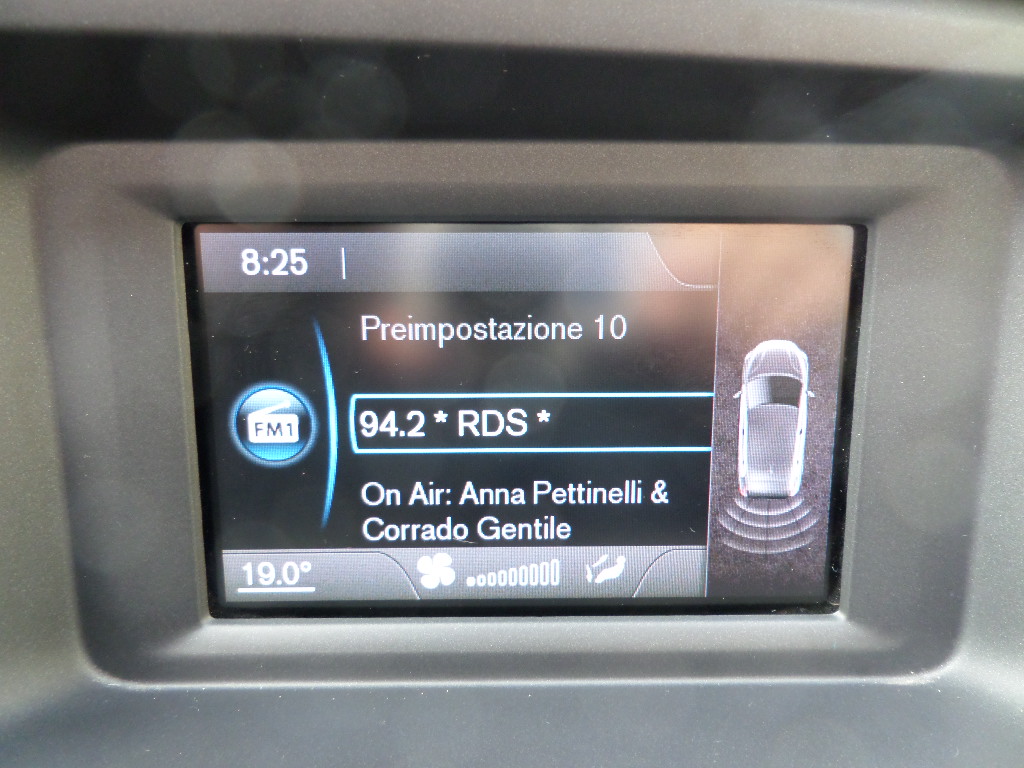 8:25
Preimpostazione 10
FM1
94.2 * RDS *
On Air: Anna Pettinelli &
Corrado Gentile
19.0°